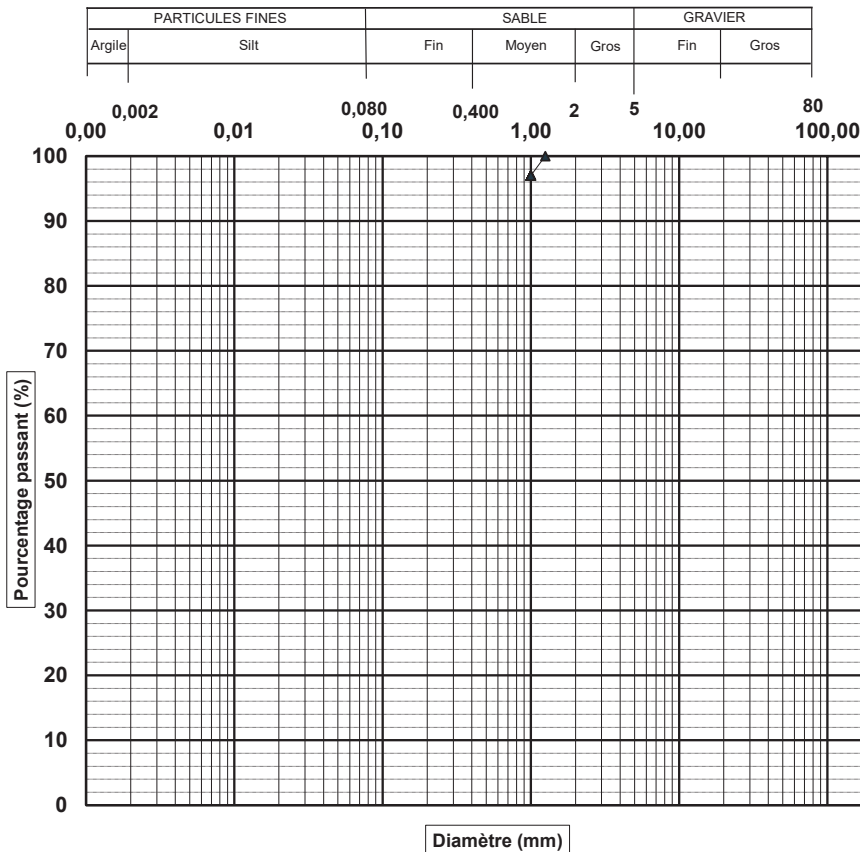 PARTICULES FINES SABLE GRAVIER
Argile Silt Fin Moyen Gros Fin Gros
0,002 0,080 0,400 2 5 80
0,00 0,01 0,10 1,00 10,00 100,00
100
90
80
70
60
50
40
30
20
10
0
Pourcentage passant (%)
Diamètre (mm)